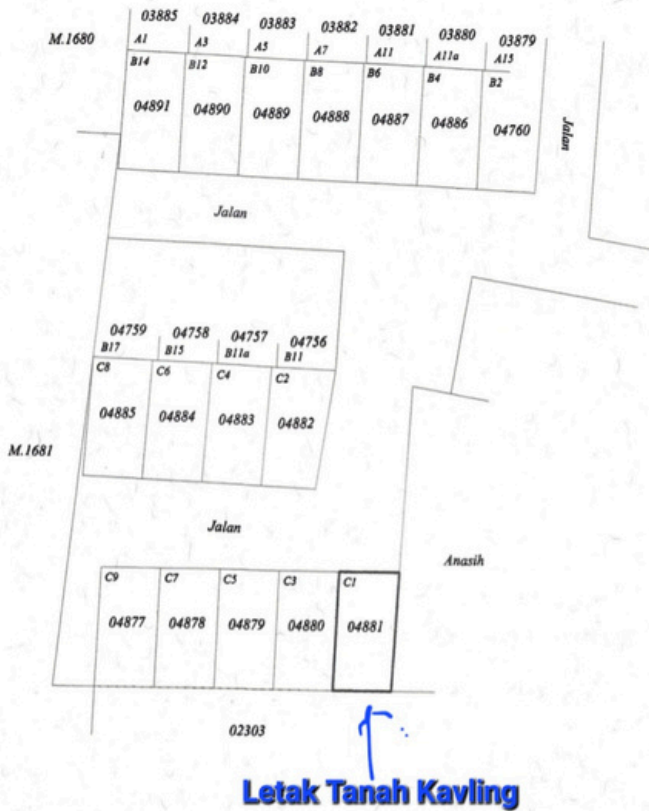 03885 03884 03883 03882 03881 03880 03879
M.1680
A1 A3 A5 A7 A11 A11a A15
B14 B12 B10 B8 B6 B4 B2
04891 04890 04889 04888 04887 04886 04760
Jalan
Jalan
04759 04758 04757 04756
B17 B15 B11a B11
C8 C6 C4 C2
04885 04884 04883 04882
M.1681
Jalan
Anasih
C9 C7 C5 C3 C1
04877 04878 04879 04880 04881
02303
Letak Tanah Kavling